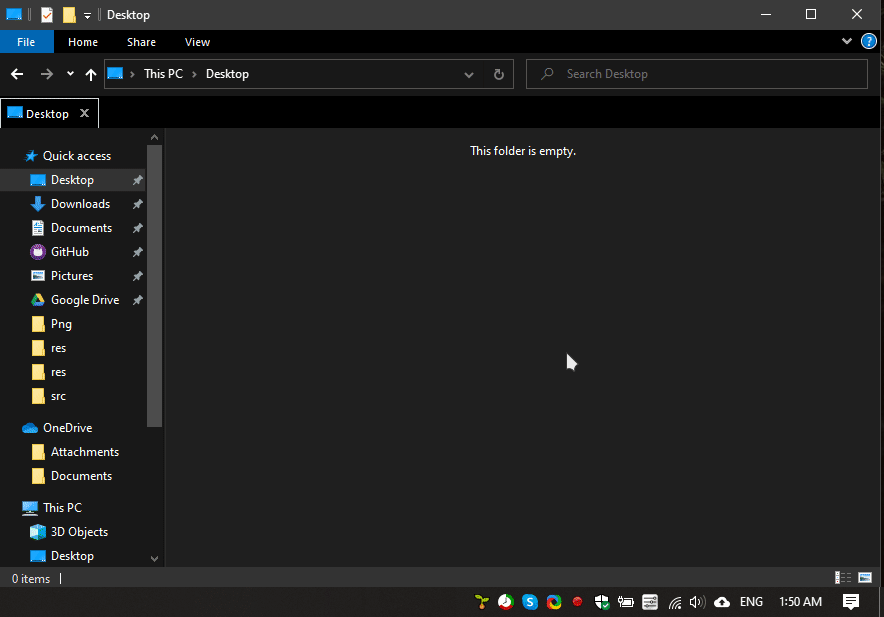 Desktop
File Home Share View
This PC Desktop Search Desktop
Desktop
This folder is empty.
Quick access
Desktop
Downloads
Documents
GitHub
Pictures
Google Drive
Png
res
res
src
OneDrive
Attachments
Documents
This PC
3D Objects
Desktop
0 items
ENG 1:50 AM